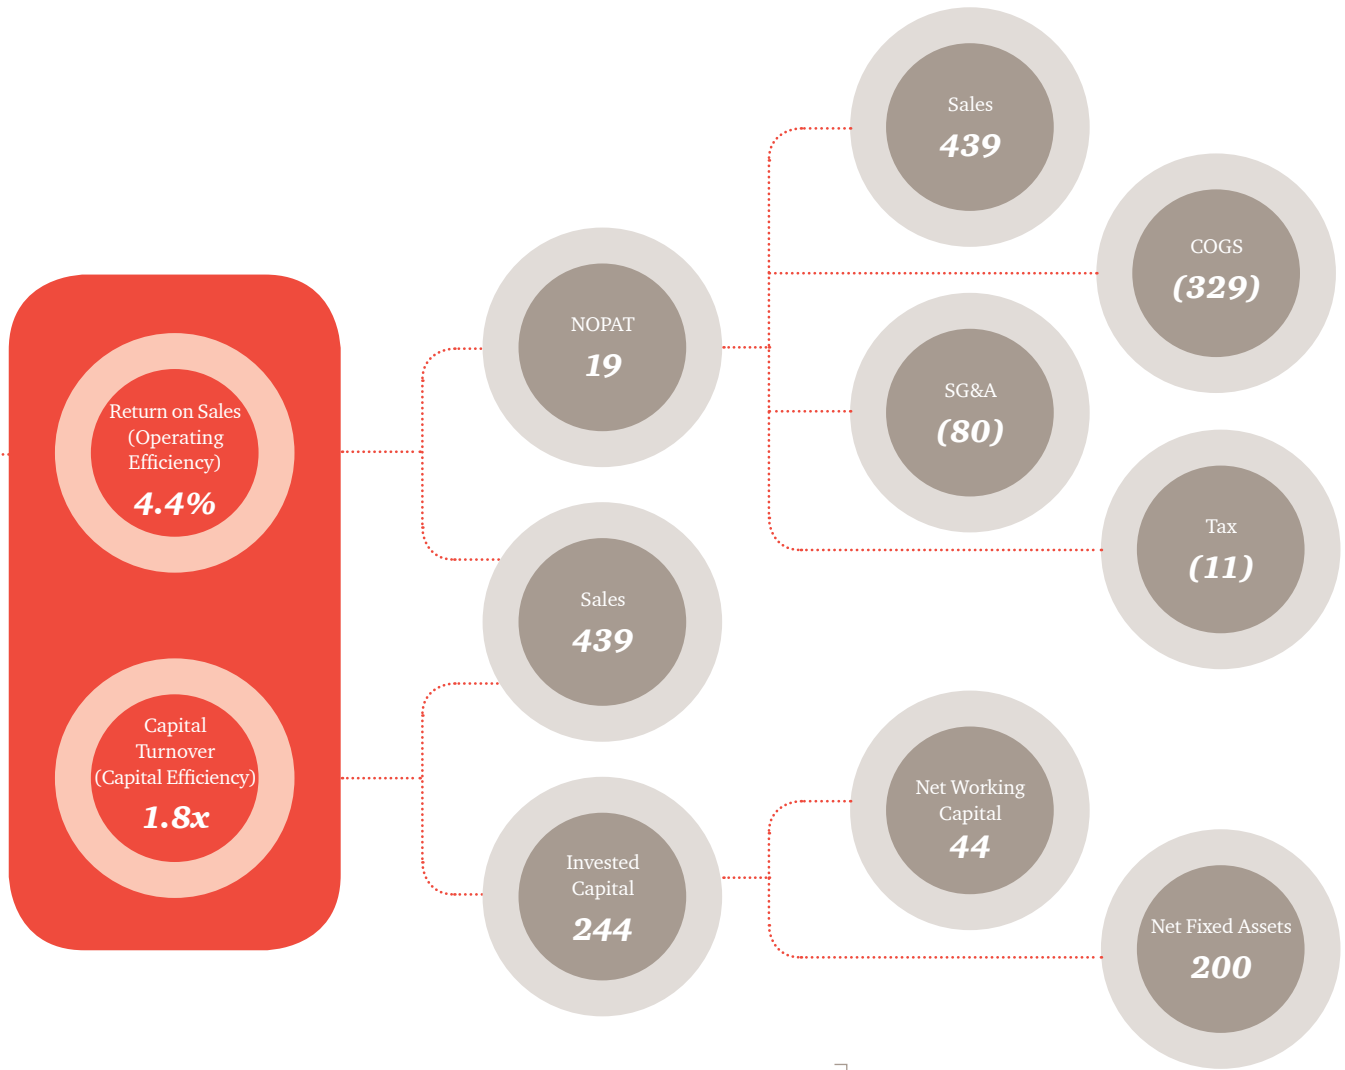 Sales
439
COGS
(329)
NOPAT
19
SG&A
(80)
Return on Sales
(Operating
Efficiency)
4.4%
Tax
(11)
Sales
439
Capital
Turnover
(Capital Efficiency)
1.8x
Net Working
Capital
44
Invested
Capital
244
Net Fixed Assets
200